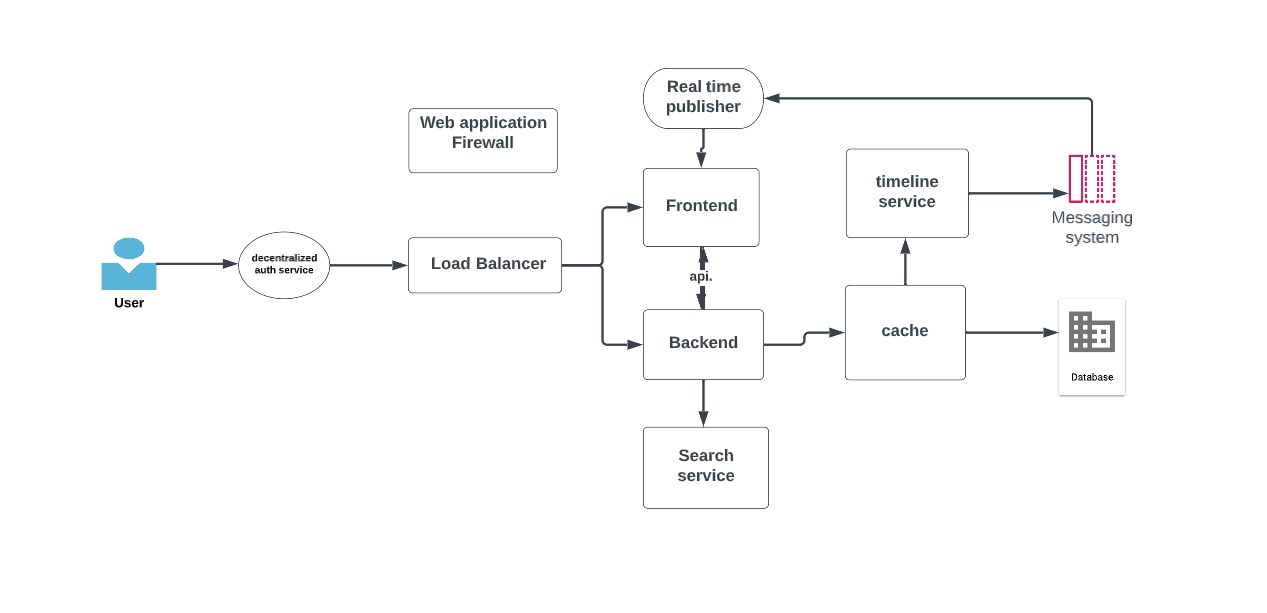 Real time
publisher
Web application
Firewall
timeline
service
Frontend
Messaging
system
decentralized
auth service
Load Balancer
api.
User
Backend
cache
Database
Search
service